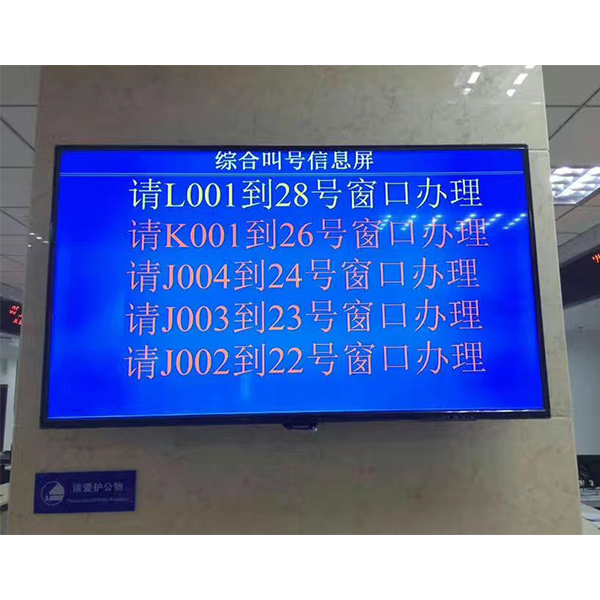 综合叫号信息屏
请L001到28号窗口办理
请K001到26号窗口办理
请J004到24号窗口办理
请J003到23号窗口办理
请J002到22号窗口办理
请爱护公物